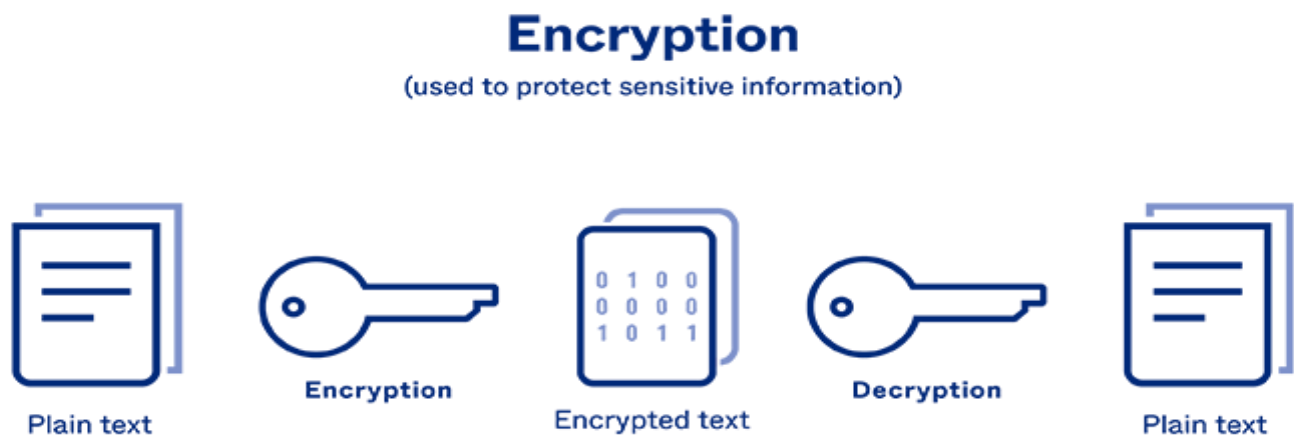 Encryption
(used to protect sensitive information)
0 1 0 0
0 0 0 0
1 0 1 1
Encryption
Decryption
Plain text
Encrypted text
Plain text